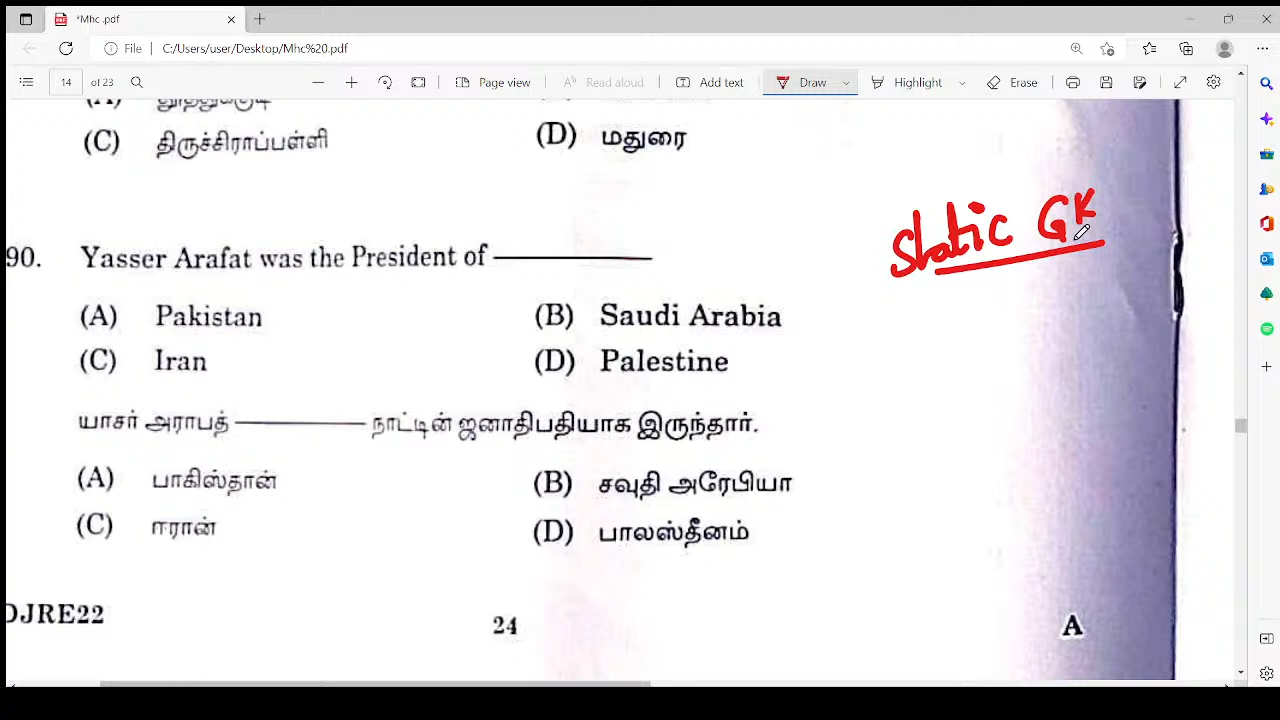 *Mhc .pdf
File | C:/Users/user/Desktop/Mhc%20.pdf
14 of 23 Page view Read aloud Add text Draw Highlight Erase
(A) தூத்துக்குடி
(C) திருச்சிராப்பள்ளி (D) மதுரை
Static GK
90. Yasser Arafat was the President of ————
(A) Pakistan (B) Saudi Arabia
(C) Iran (D) Palestine
யாசர் அராபத் ———— நாட்டின் ஜனாதிபதியாக இருந்தார்.
(A) பாகிஸ்தான் (B) சவுதி அரேபியா
(C) ஈரான் (D) பாலஸ்தீனம்
DJRE22 24 A